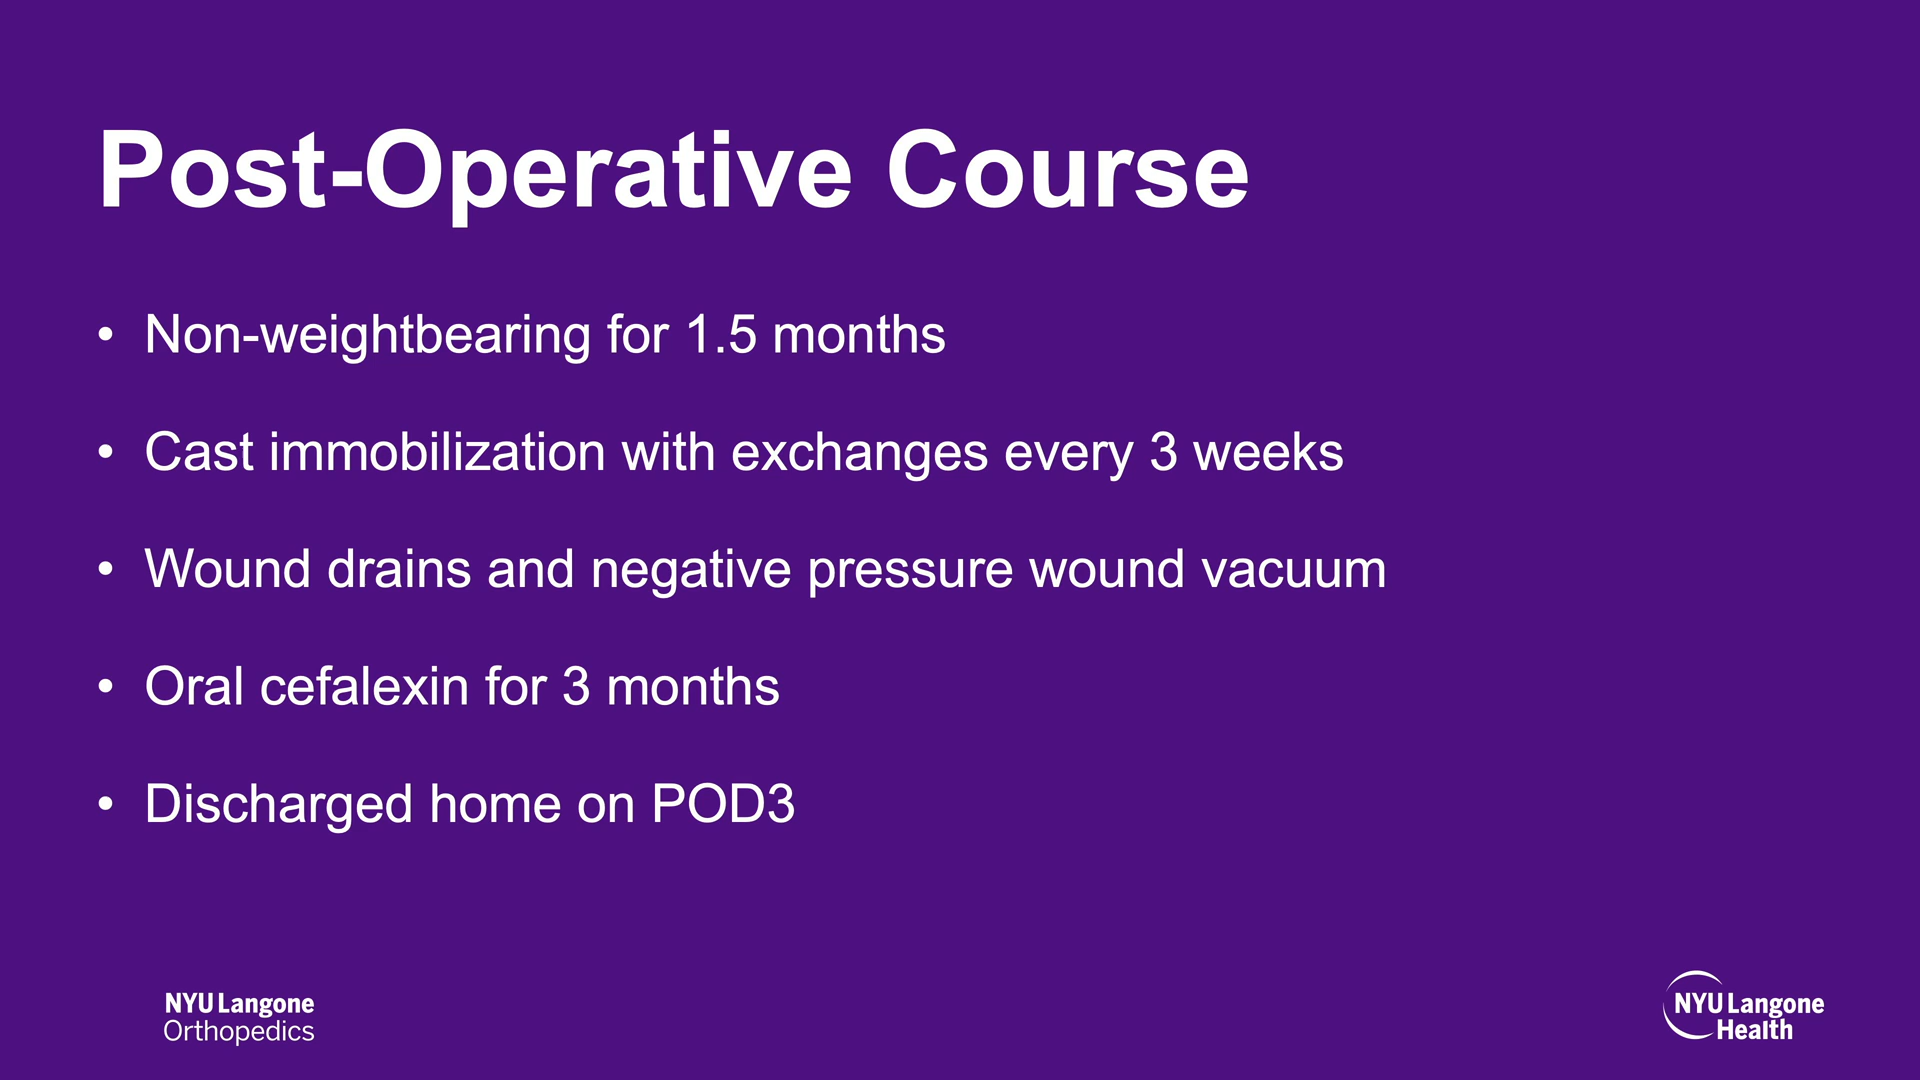 Post-Operative Course
• Non-weightbearing for 1.5 months
• Cast immobilization with exchanges every 3 weeks
• Wound drains and negative pressure wound vacuum
• Oral cefalexin for 3 months
• Discharged home on POD3
NYU Langone
Orthopedics
NYU Langone
Health